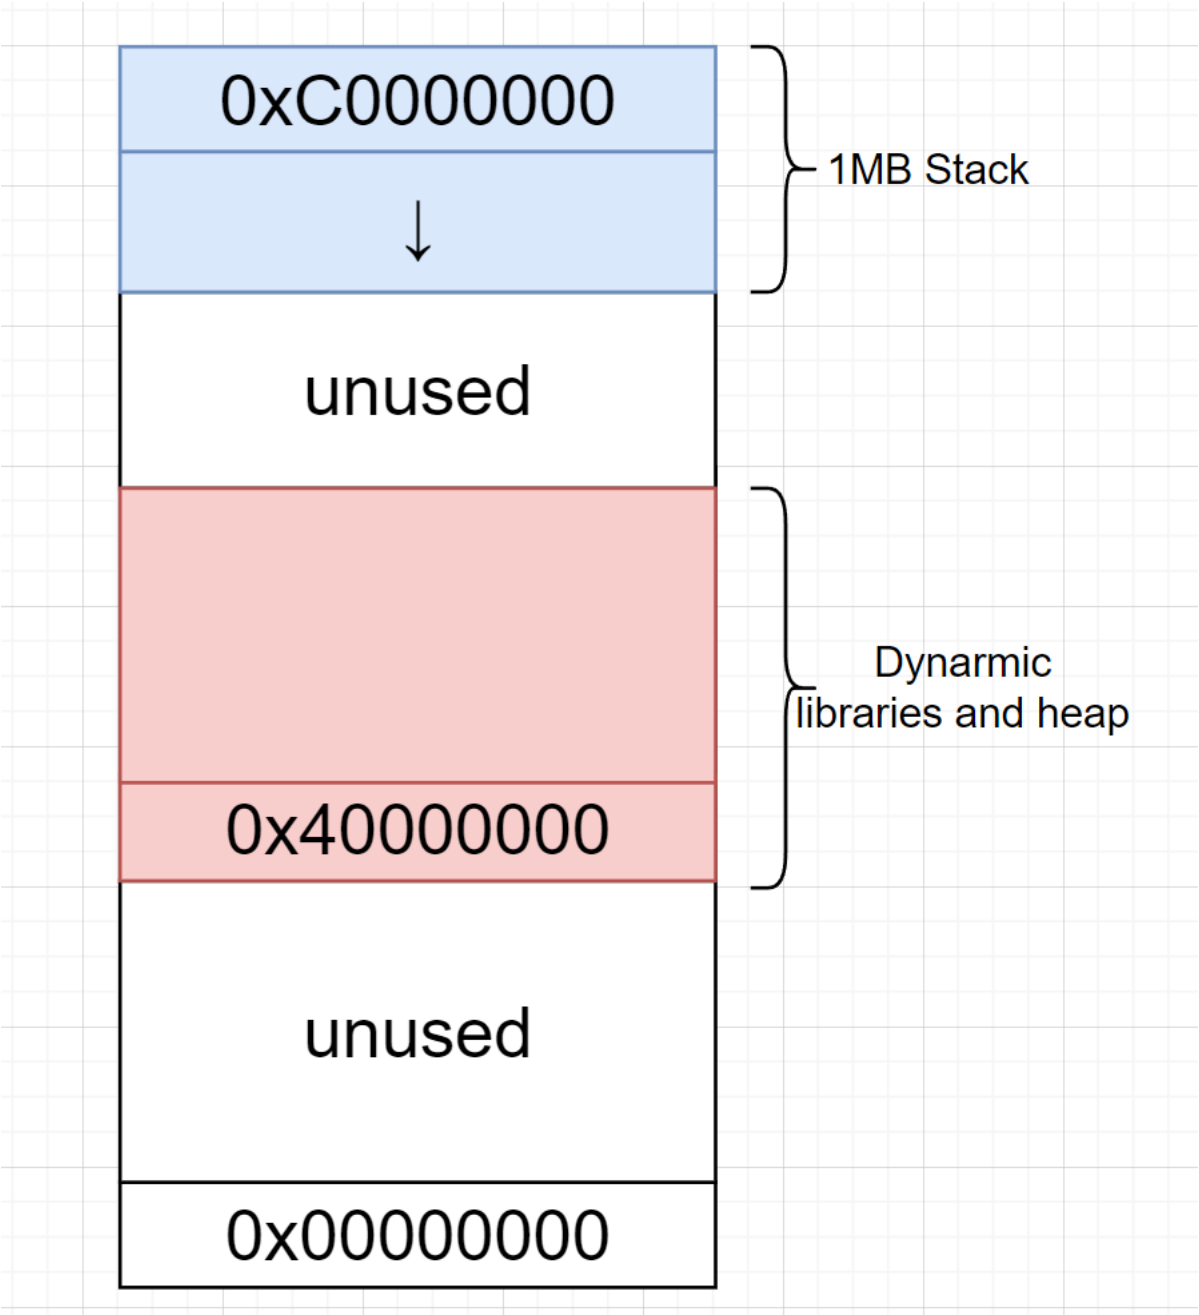 0xC0000000
1MB Stack
↓
unused
Dynarmic
libraries and heap
0x40000000
unused
0x00000000